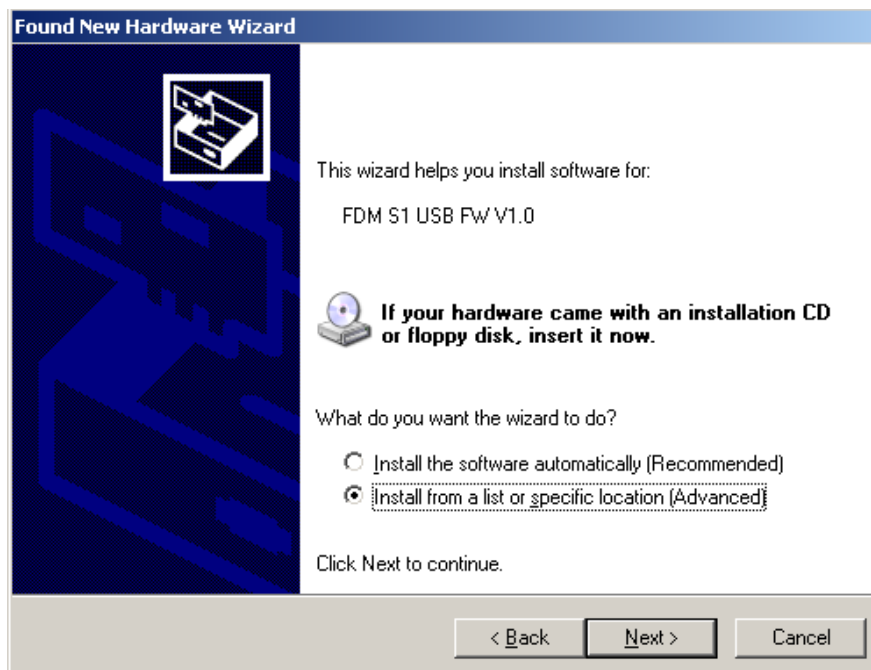 Found New Hardware Wizard
This wizard helps you install software for:
FDM S1 USB FW V1.0
If your hardware came with an installation CD
or floppy disk, insert it now.
What do you want the wizard to do?
Install the software automatically (Recommended)
Install from a list or specific location (Advanced)
Click Next to continue.
< Back Next > Cancel